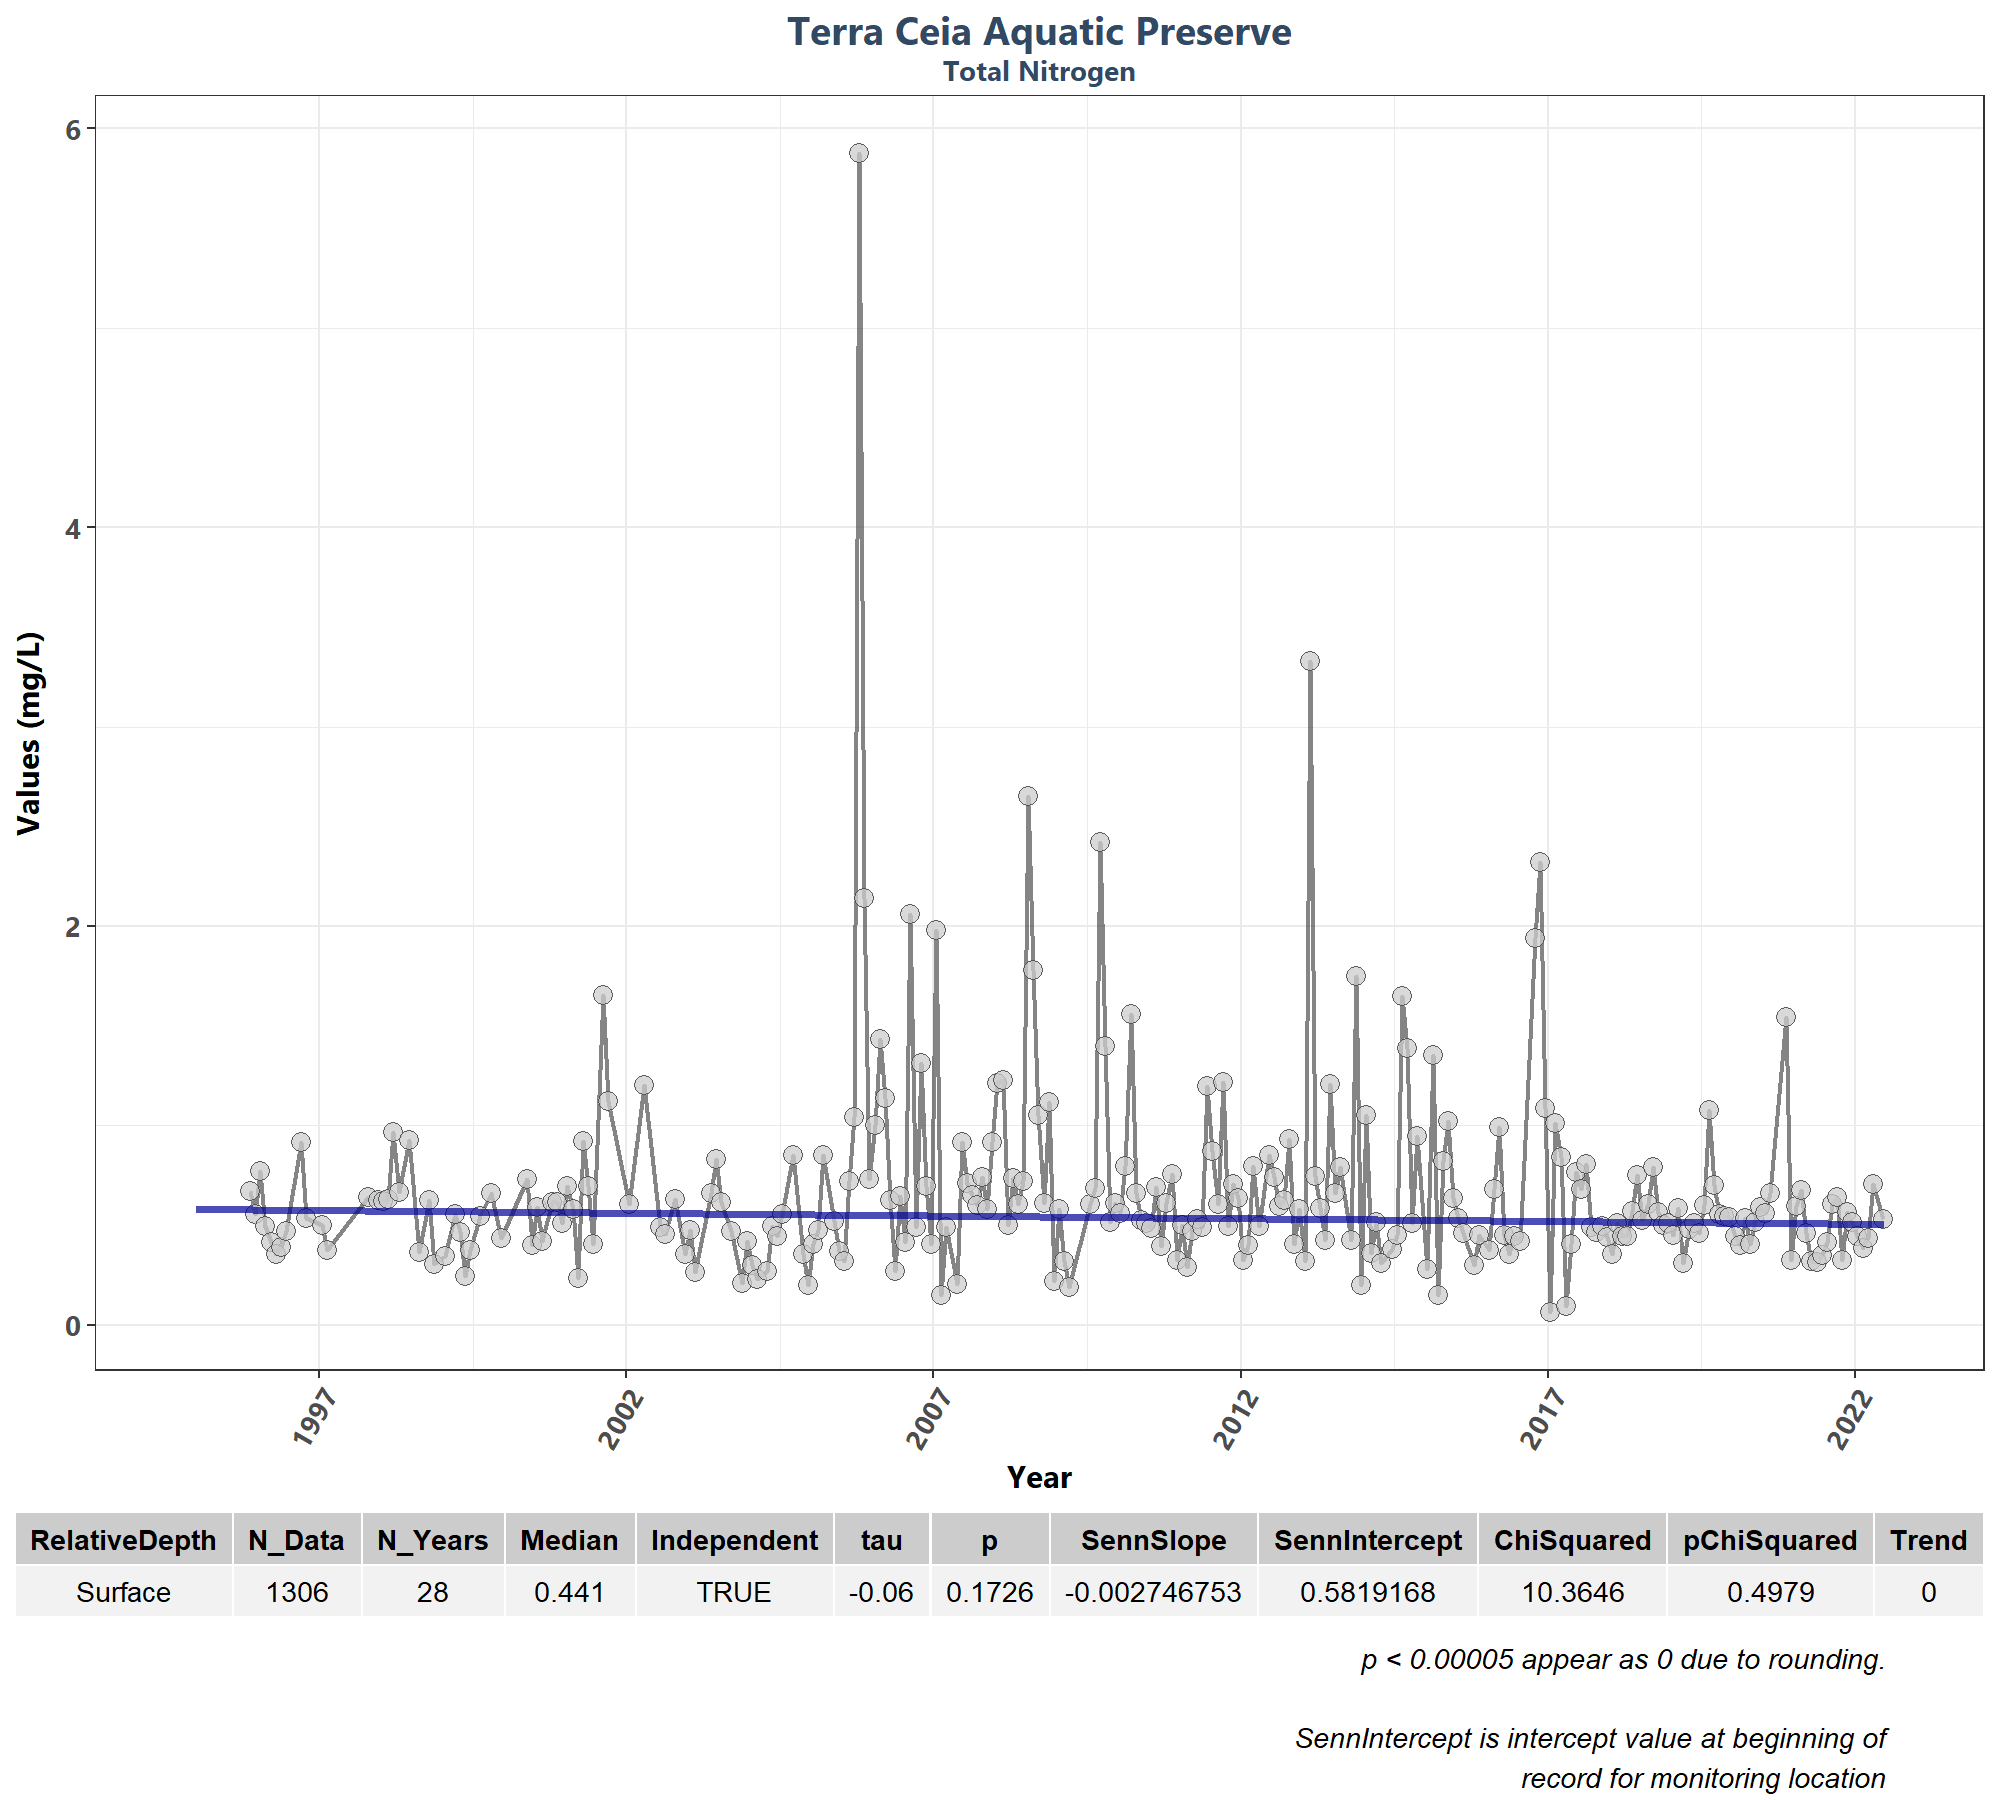 Terra Ceia Aquatic Preserve
Total Nitrogen
Values (mg/L)
6
4
2
0
1997 2002 2007 2012 2017 2022
Year
RelativeDepth N_Data N_Years Median Independent tau p SennSlope SennIntercept ChiSquared pChiSquared Trend
Surface 1306 28 0.441 TRUE -0.06 0.1726 -0.002746753 0.5819168 10.3646 0.4979 0
p < 0.00005 appear as 0 due to rounding.
SennIntercept is intercept value at beginning of
record for monitoring location